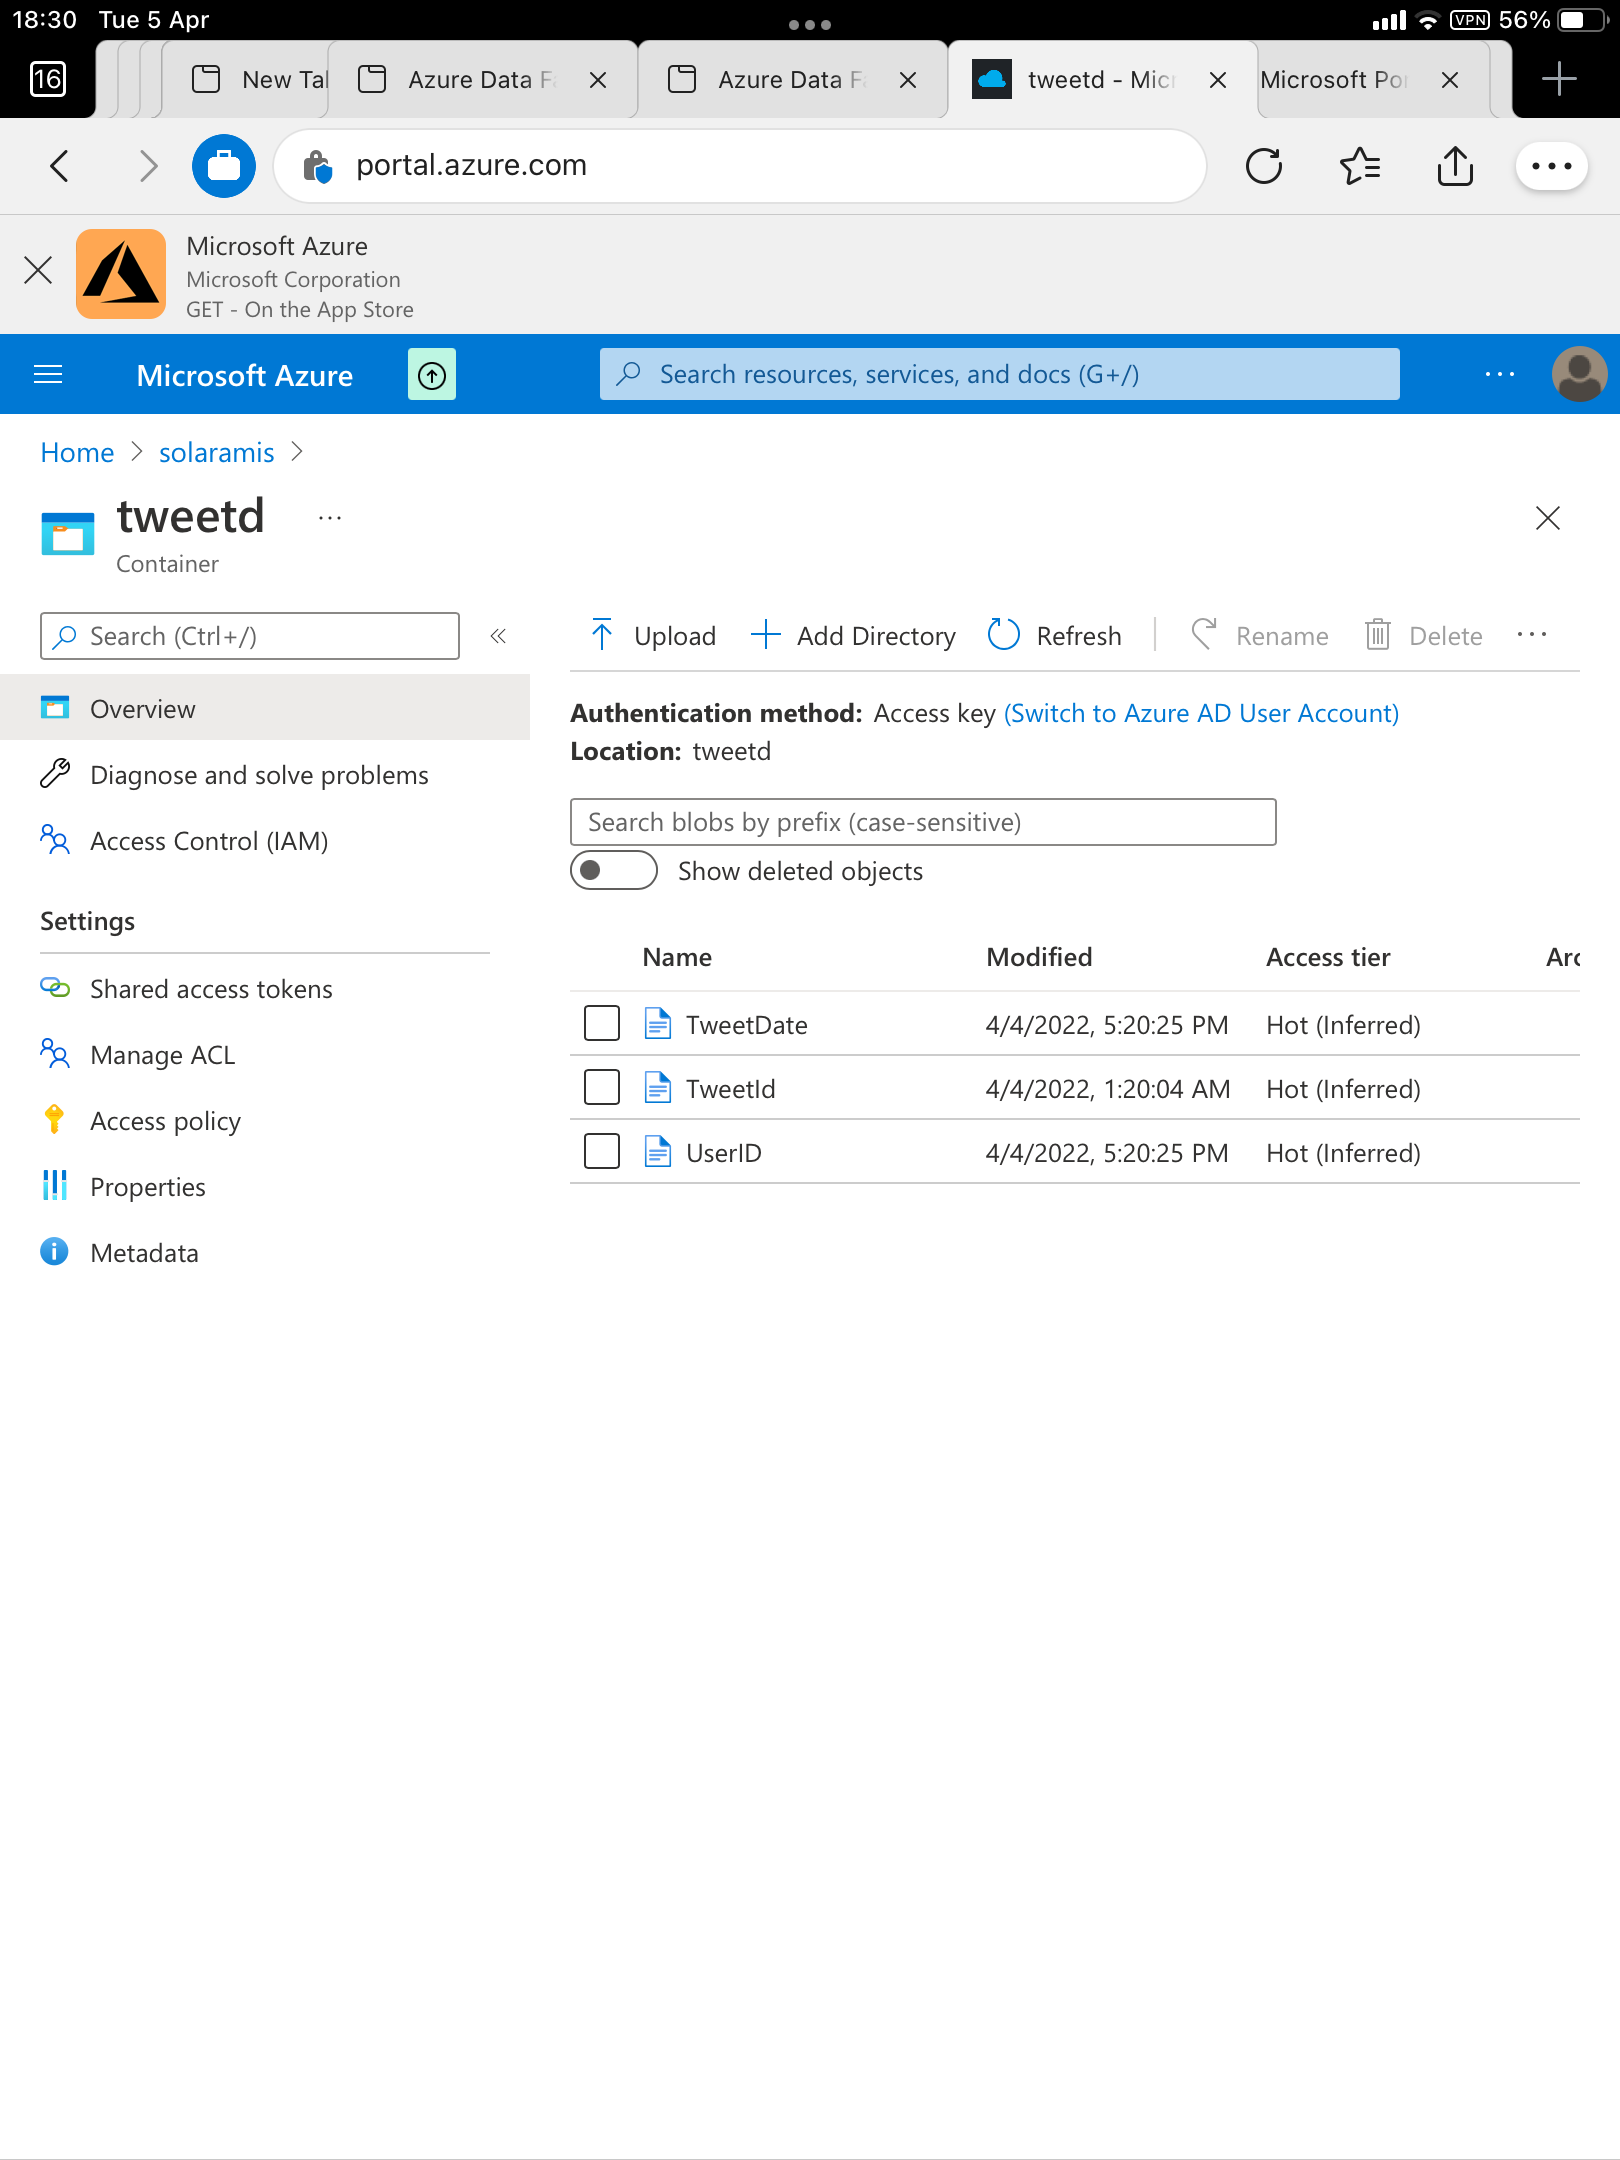 18:30 Tue 5 Apr VPN 56%
16 New Tal Azure Data Fa Azure Data Fa tweetd - Micr Microsoft Por
portal.azure.com
Microsoft Azure
Microsoft Corporation
GET - On the App Store
Microsoft Azure Search resources, services, and docs (G+/)
Home > solaramis >
tweetd
Container
Search (Ctrl+/)
Upload Add Directory Refresh Rename Delete
Overview
Diagnose and solve problems
Access Control (IAM)
Settings
Shared access tokens
Manage ACL
Access policy
Properties
Metadata
Authentication method: Access key (Switch to Azure AD User Account)
Location: tweetd
Search blobs by prefix (case-sensitive)
Show deleted objects
Name Modified Access tier Arc
TweetDate 4/4/2022, 5:20:25 PM Hot (Inferred)
TweetId 4/4/2022, 1:20:04 AM Hot (Inferred)
UserID 4/4/2022, 5:20:25 PM Hot (Inferred)